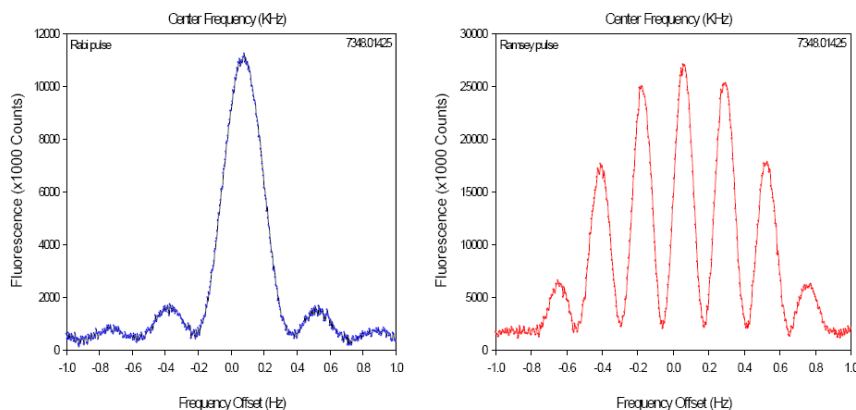 Center Frequency (KHz)
Rabi pulse 7348.01425
12000
10000
8000
6000
4000
2000
0
Fluorescence (x1000 Counts)
-1.0 -0.8 -0.6 -0.4 -0.2 0.0 0.2 0.4 0.6 0.8 1.0
Frequency Offset (Hz)
Center Frequency (KHz)
Ramsey pulse 7348.01425
30000
25000
20000
15000
10000
5000
0
Fluorescence (x1000 Counts)
-1.0 -0.8 -0.6 -0.4 -0.2 0.0 0.2 0.4 0.6 0.8 1.0
Frequency Offset (Hz)